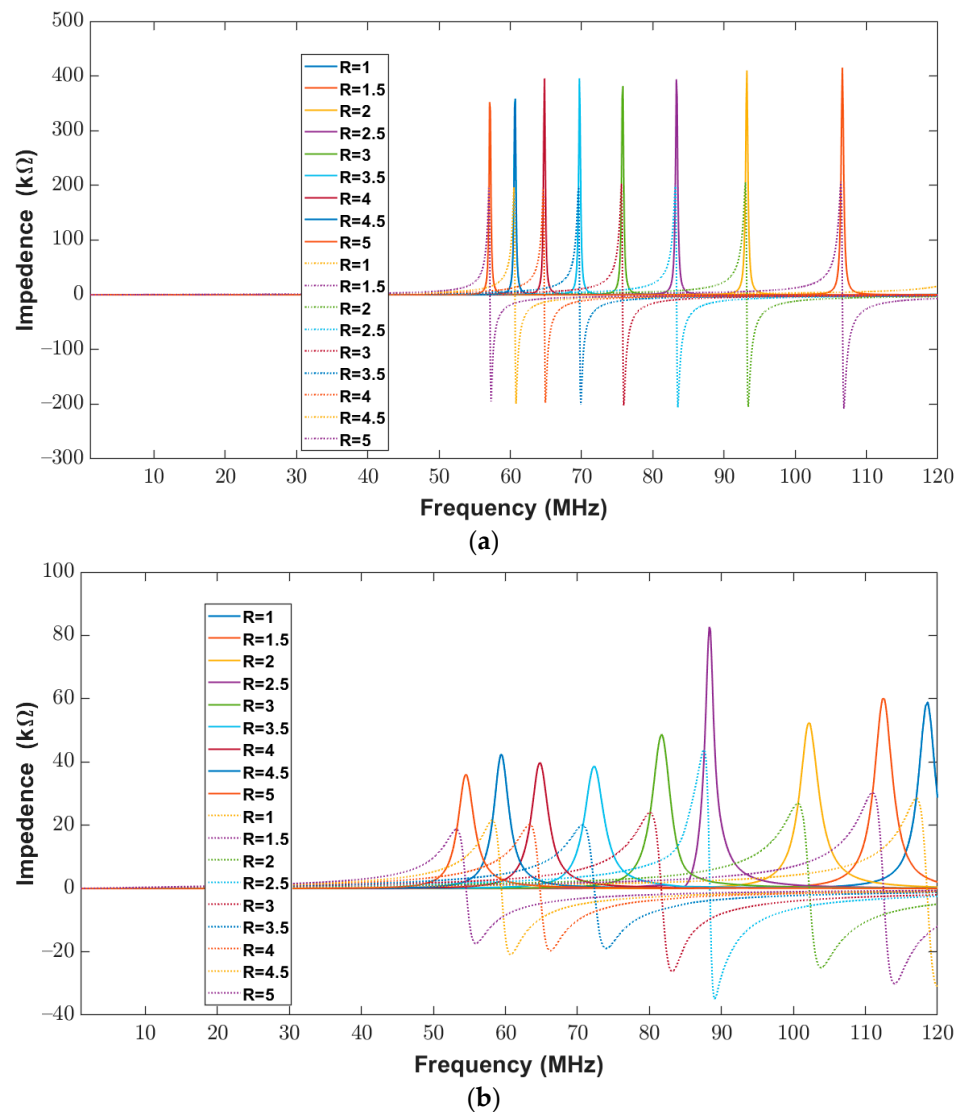 500
400
300
200
100
0
−100
−200
−300
Impedence (kΩ)
R=1
R=1.5
R=2
R=2.5
R=3
R=3.5
R=4
R=4.5
R=5
R=1
R=1.5
R=2
R=2.5
R=3
R=3.5
R=4
R=4.5
R=5
10 20 30 40 50 60 70 80 90 100 110 120
Frequency (MHz)
(a)
100
80
60
40
20
0
−20
−40
Impedence (kΩ)
R=1
R=1.5
R=2
R=2.5
R=3
R=3.5
R=4
R=4.5
R=5
R=1
R=1.5
R=2
R=2.5
R=3
R=3.5
R=4
R=4.5
R=5
10 20 30 40 50 60 70 80 90 100 110 120
Frequency (MHz)
(b)